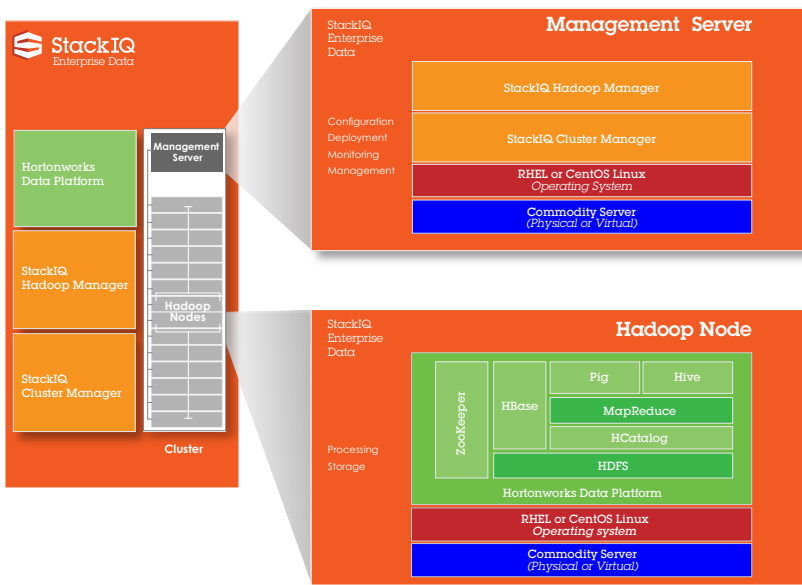 StackIQ
Enterprise Data
Hortonworks
Data Platform
StackIQ
Hadoop Manager
StackIQ
Cluster Manager
Management
Server
Hadoop
Nodes
Cluster
StackIQ
Enterprise
Data
Management Server
Configuration
Deployment
Monitoring
Management
StackIQ Hadoop Manager
StackIQ Cluster Manager
RHEL or CentOS Linux
Operating System
Commodity Server
(Physical or Virtual)
StackIQ
Enterprise
Data
Hadoop Node
Processing
Storage
ZooKeeper
HBase
Pig
Hive
MapReduce
HCatalog
HDFS
Hortonworks Data Platform
RHEL or CentOS Linux
Operating system
Commodity Server
(Physical or Virtual)